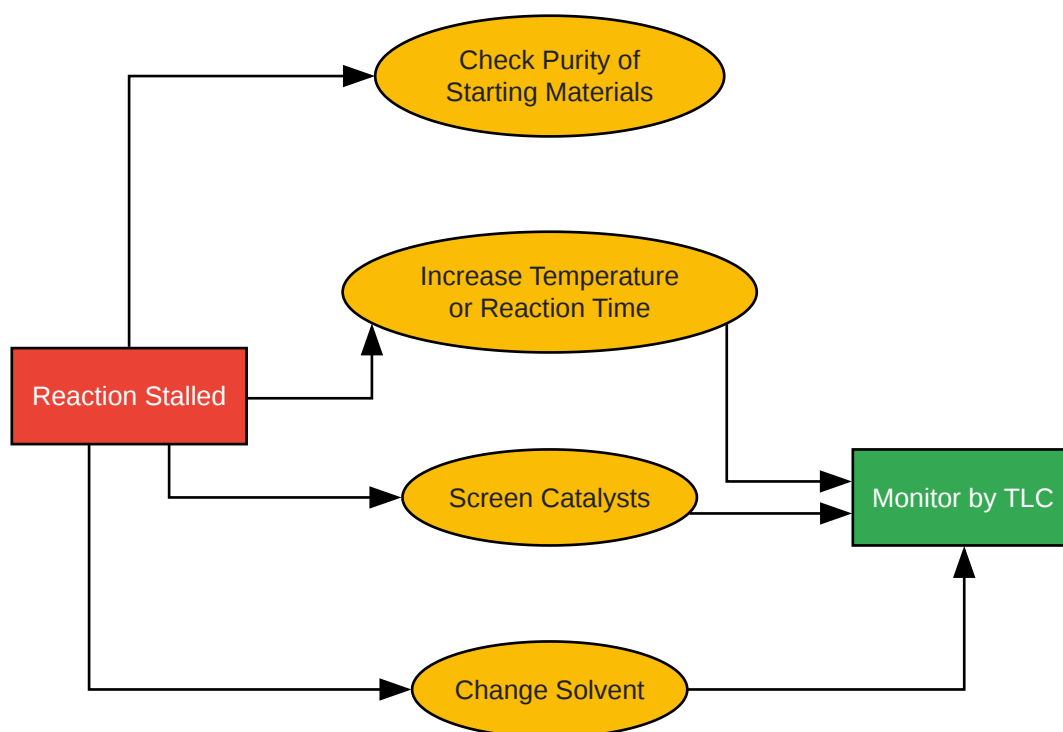 Check Purity of
Starting Materials
Increase Temperature
or Reaction Time
Reaction Stalled
Screen Catalysts
Monitor by TLC
Change Solvent